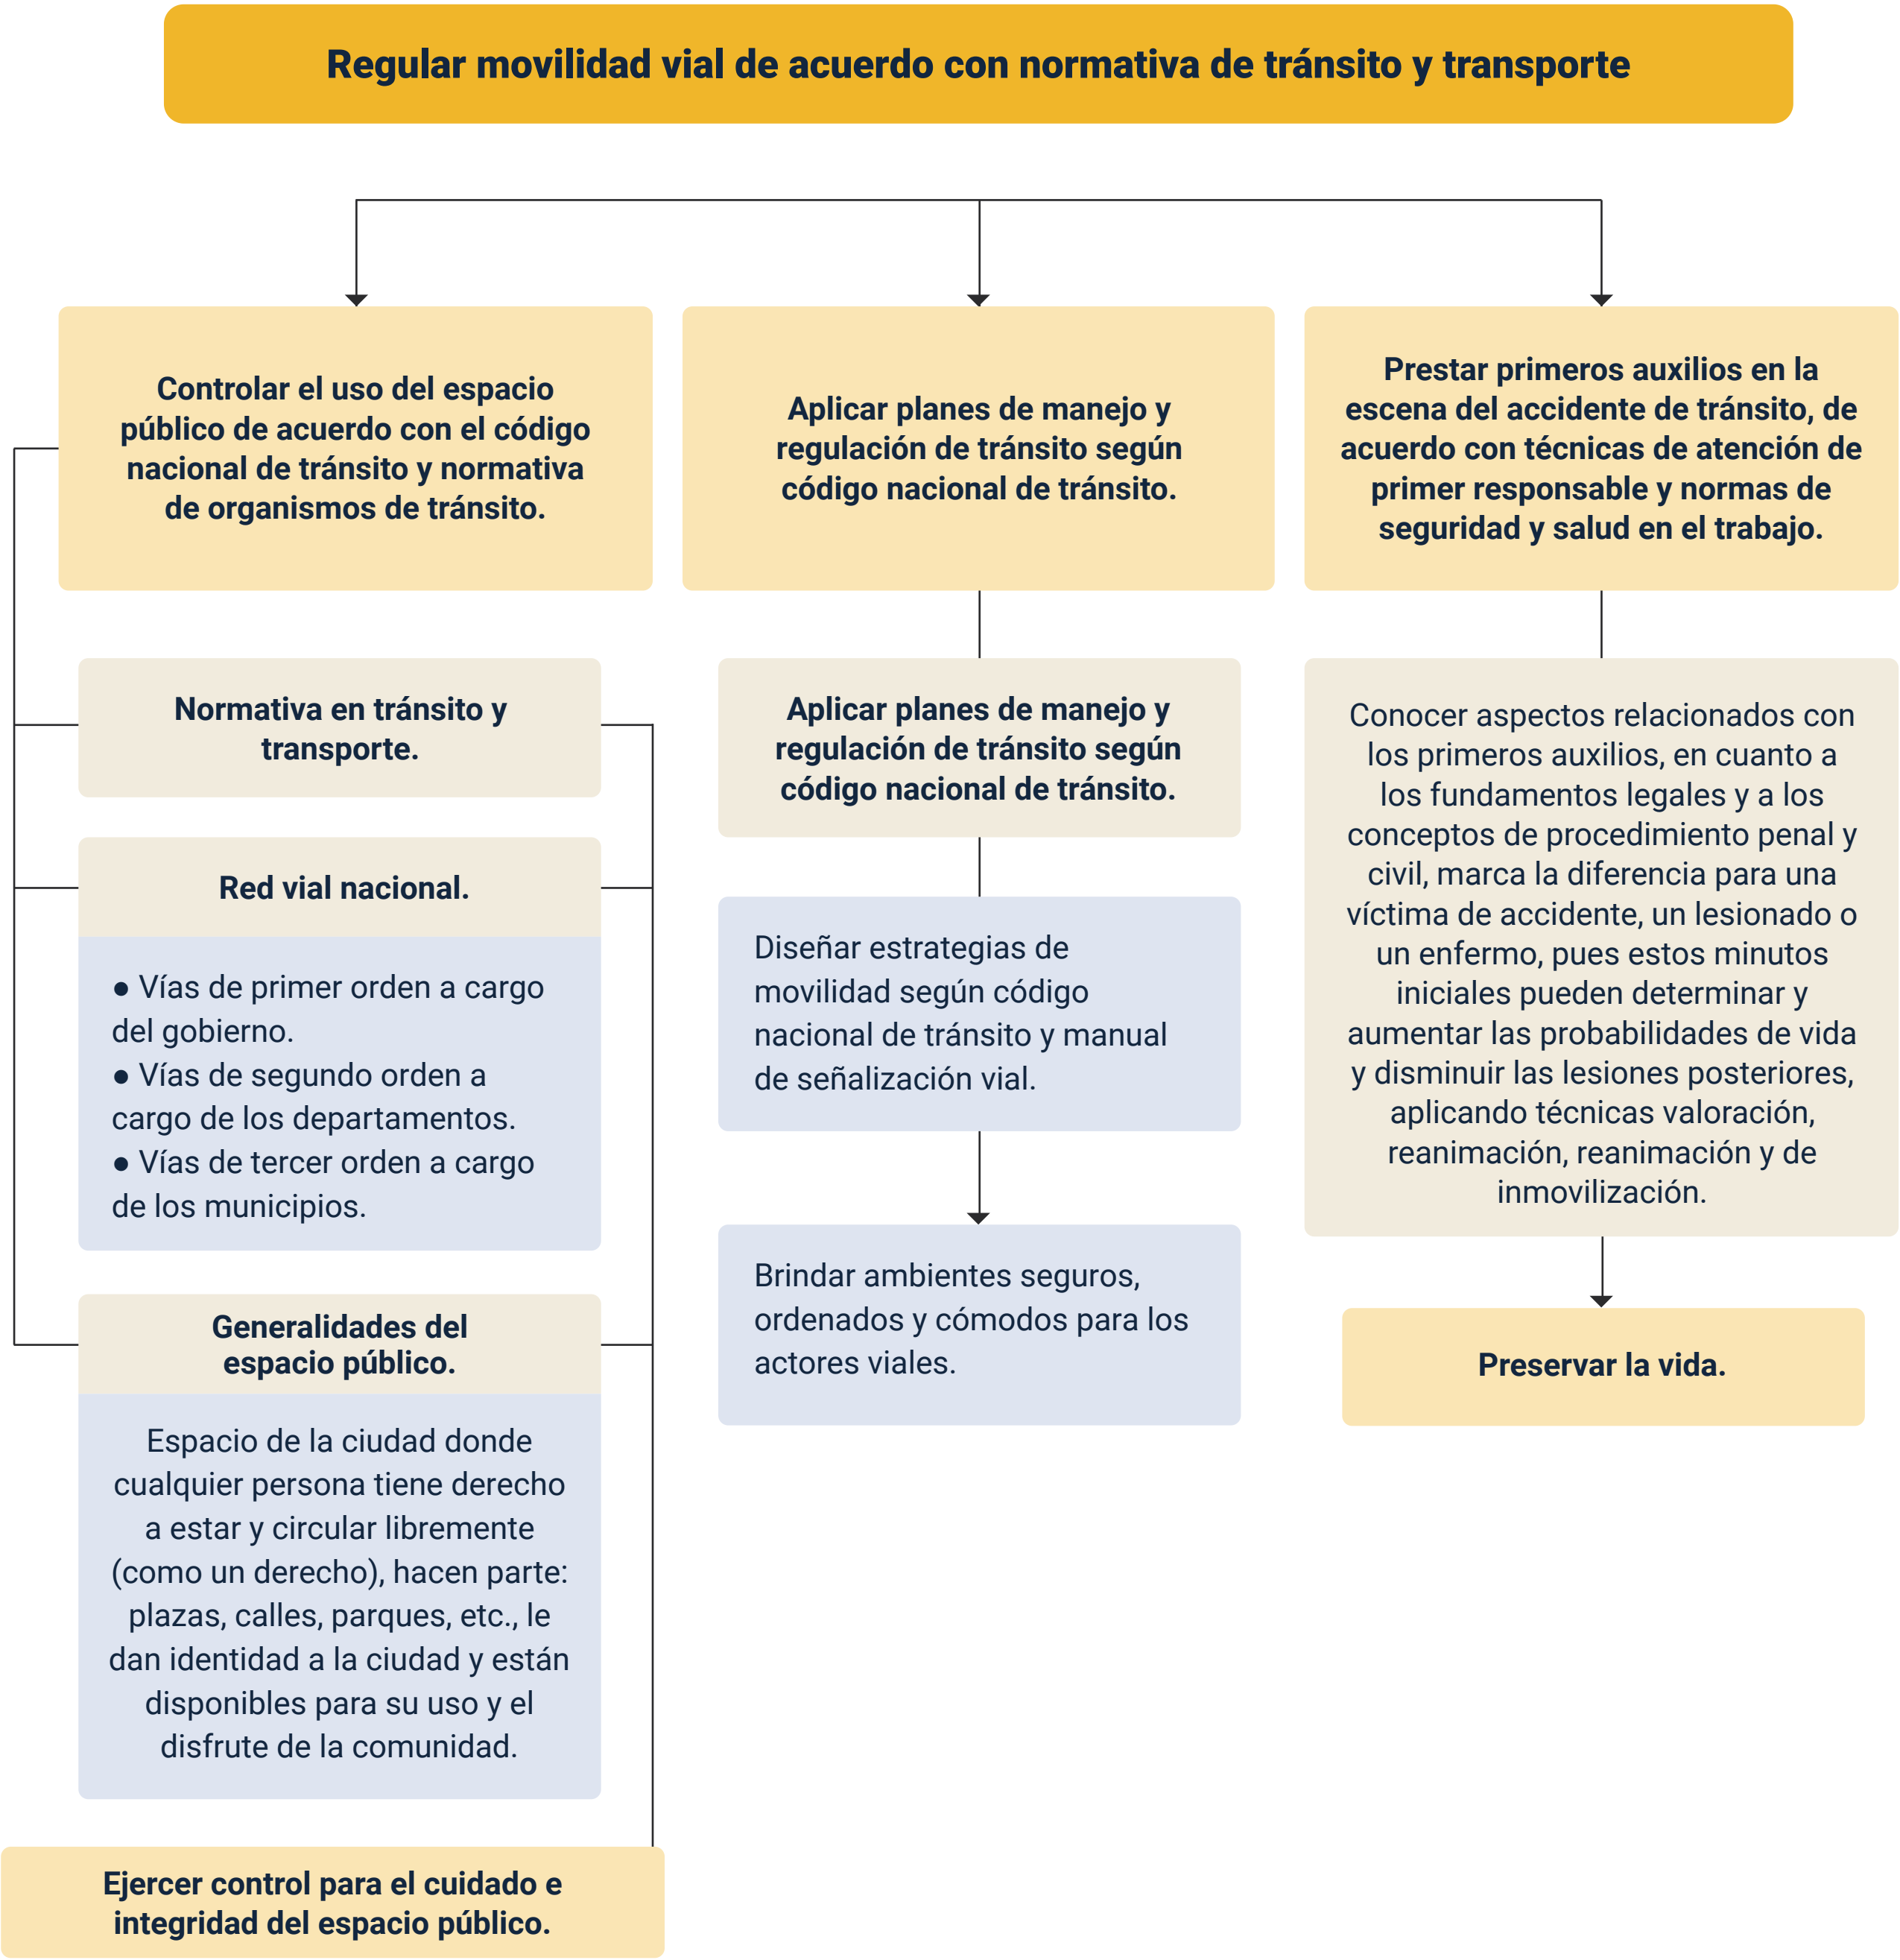 Regular movilidad vial de acuerdo con normativa de tránsito y transporte
Controlar el uso del espacio
público de acuerdo con el código
nacional de tránsito y normativa
de organismos de tránsito.
Normativa en tránsito y
transporte.
Red vial nacional.
● Vías de primer orden a cargo
del gobierno.
● Vías de segundo orden a
cargo de los departamentos.
● Vías de tercer orden a cargo
de los municipios.
Generalidades del
espacio público.
Espacio de la ciudad donde
cualquier persona tiene derecho
a estar y circular libremente
(como un derecho), hacen parte:
plazas, calles, parques, etc., le
dan identidad a la ciudad y están
disponibles para su uso y el
disfrute de la comunidad.
Ejercer control para el cuidado e
integridad del espacio público.
Aplicar planes de manejo y
regulación de tránsito según
código nacional de tránsito.
Aplicar planes de manejo y
regulación de tránsito según
código nacional de tránsito.
Diseñar estrategias de
movilidad según código
nacional de tránsito y manual
de señalización vial.
Brindar ambientes seguros,
ordenados y cómodos para los
actores viales.
Prestar primeros auxilios en la
escena del accidente de tránsito, de
acuerdo con técnicas de atención de
primer responsable y normas de
seguridad y salud en el trabajo.
Conocer aspectos relacionados con
los primeros auxilios, en cuanto a
los fundamentos legales y a los
conceptos de procedimiento penal y
civil, marca la diferencia para una
víctima de accidente, un lesionado o
un enfermo, pues estos minutos
iniciales pueden determinar y
aumentar las probabilidades de vida
y disminuir las lesiones posteriores,
aplicando técnicas valoración,
reanimación, reanimación y de
inmovilización.
Preservar la vida.